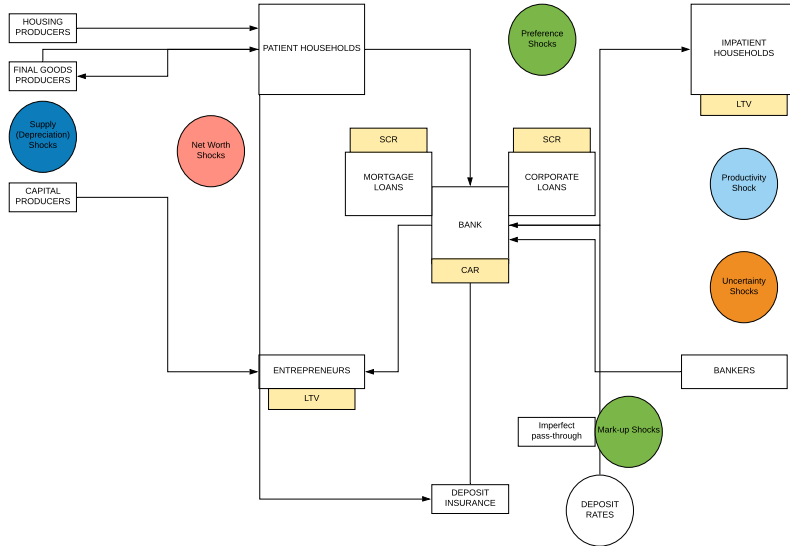 HOUSING
PRODUCERS
PATIENT HOUSEHOLDS
Preference
Shocks
IMPATIENT
HOUSEHOLDS
FINAL GOODS
PRODUCERS
LTV
Supply
(Depreciation)
Shocks
Net Worth
Shocks
SCR
SCR
MORTGAGE
LOANS
CORPORATE
LOANS
Productivity
Shock
CAPITAL
PRODUCERS
BANK
CAR
Uncertainty
Shocks
ENTREPRENEURS
BANKERS
LTV
Imperfect
pass-through
Mark-up Shocks
DEPOSIT
INSURANCE
DEPOSIT
RATES